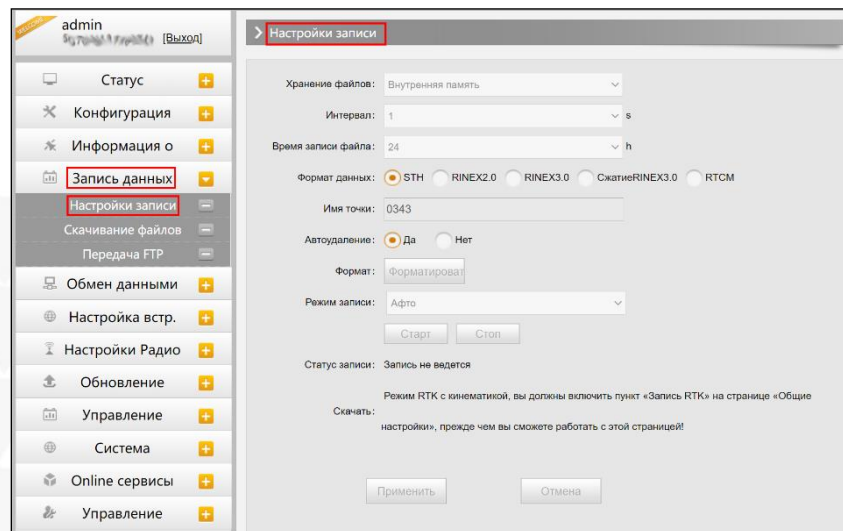 admin
[Выход]
Статус
Конфигурация
Информация о
Запись данных
Настройки записи
Скачивание файлов
Передача FTP
Обмен данными
Настройка встр.
Настройки Радио
Обновление
Управление
Система
Online сервисы
Управление
Настройки записи
Хранение файлов: Внутренняя память
Интервал: 1 s
Время записи файла: 24 h
Формат данных: STH RINEX2.0 RINEX3.0 СжатиеRINEX3.0 RTCM
Имя точки: 0343
Автоудаление: Да Нет
Формат: Форматироват
Режим записи: Афто
Старт Стоп
Статус записи: Запись не ведется
Режим RTK с кинематикой, вы должны включить пункт «Запись RTK» на странице «Общие
Скачать:
настройки», прежде чем вы сможете работать с этой страницей!
Применить Отмена